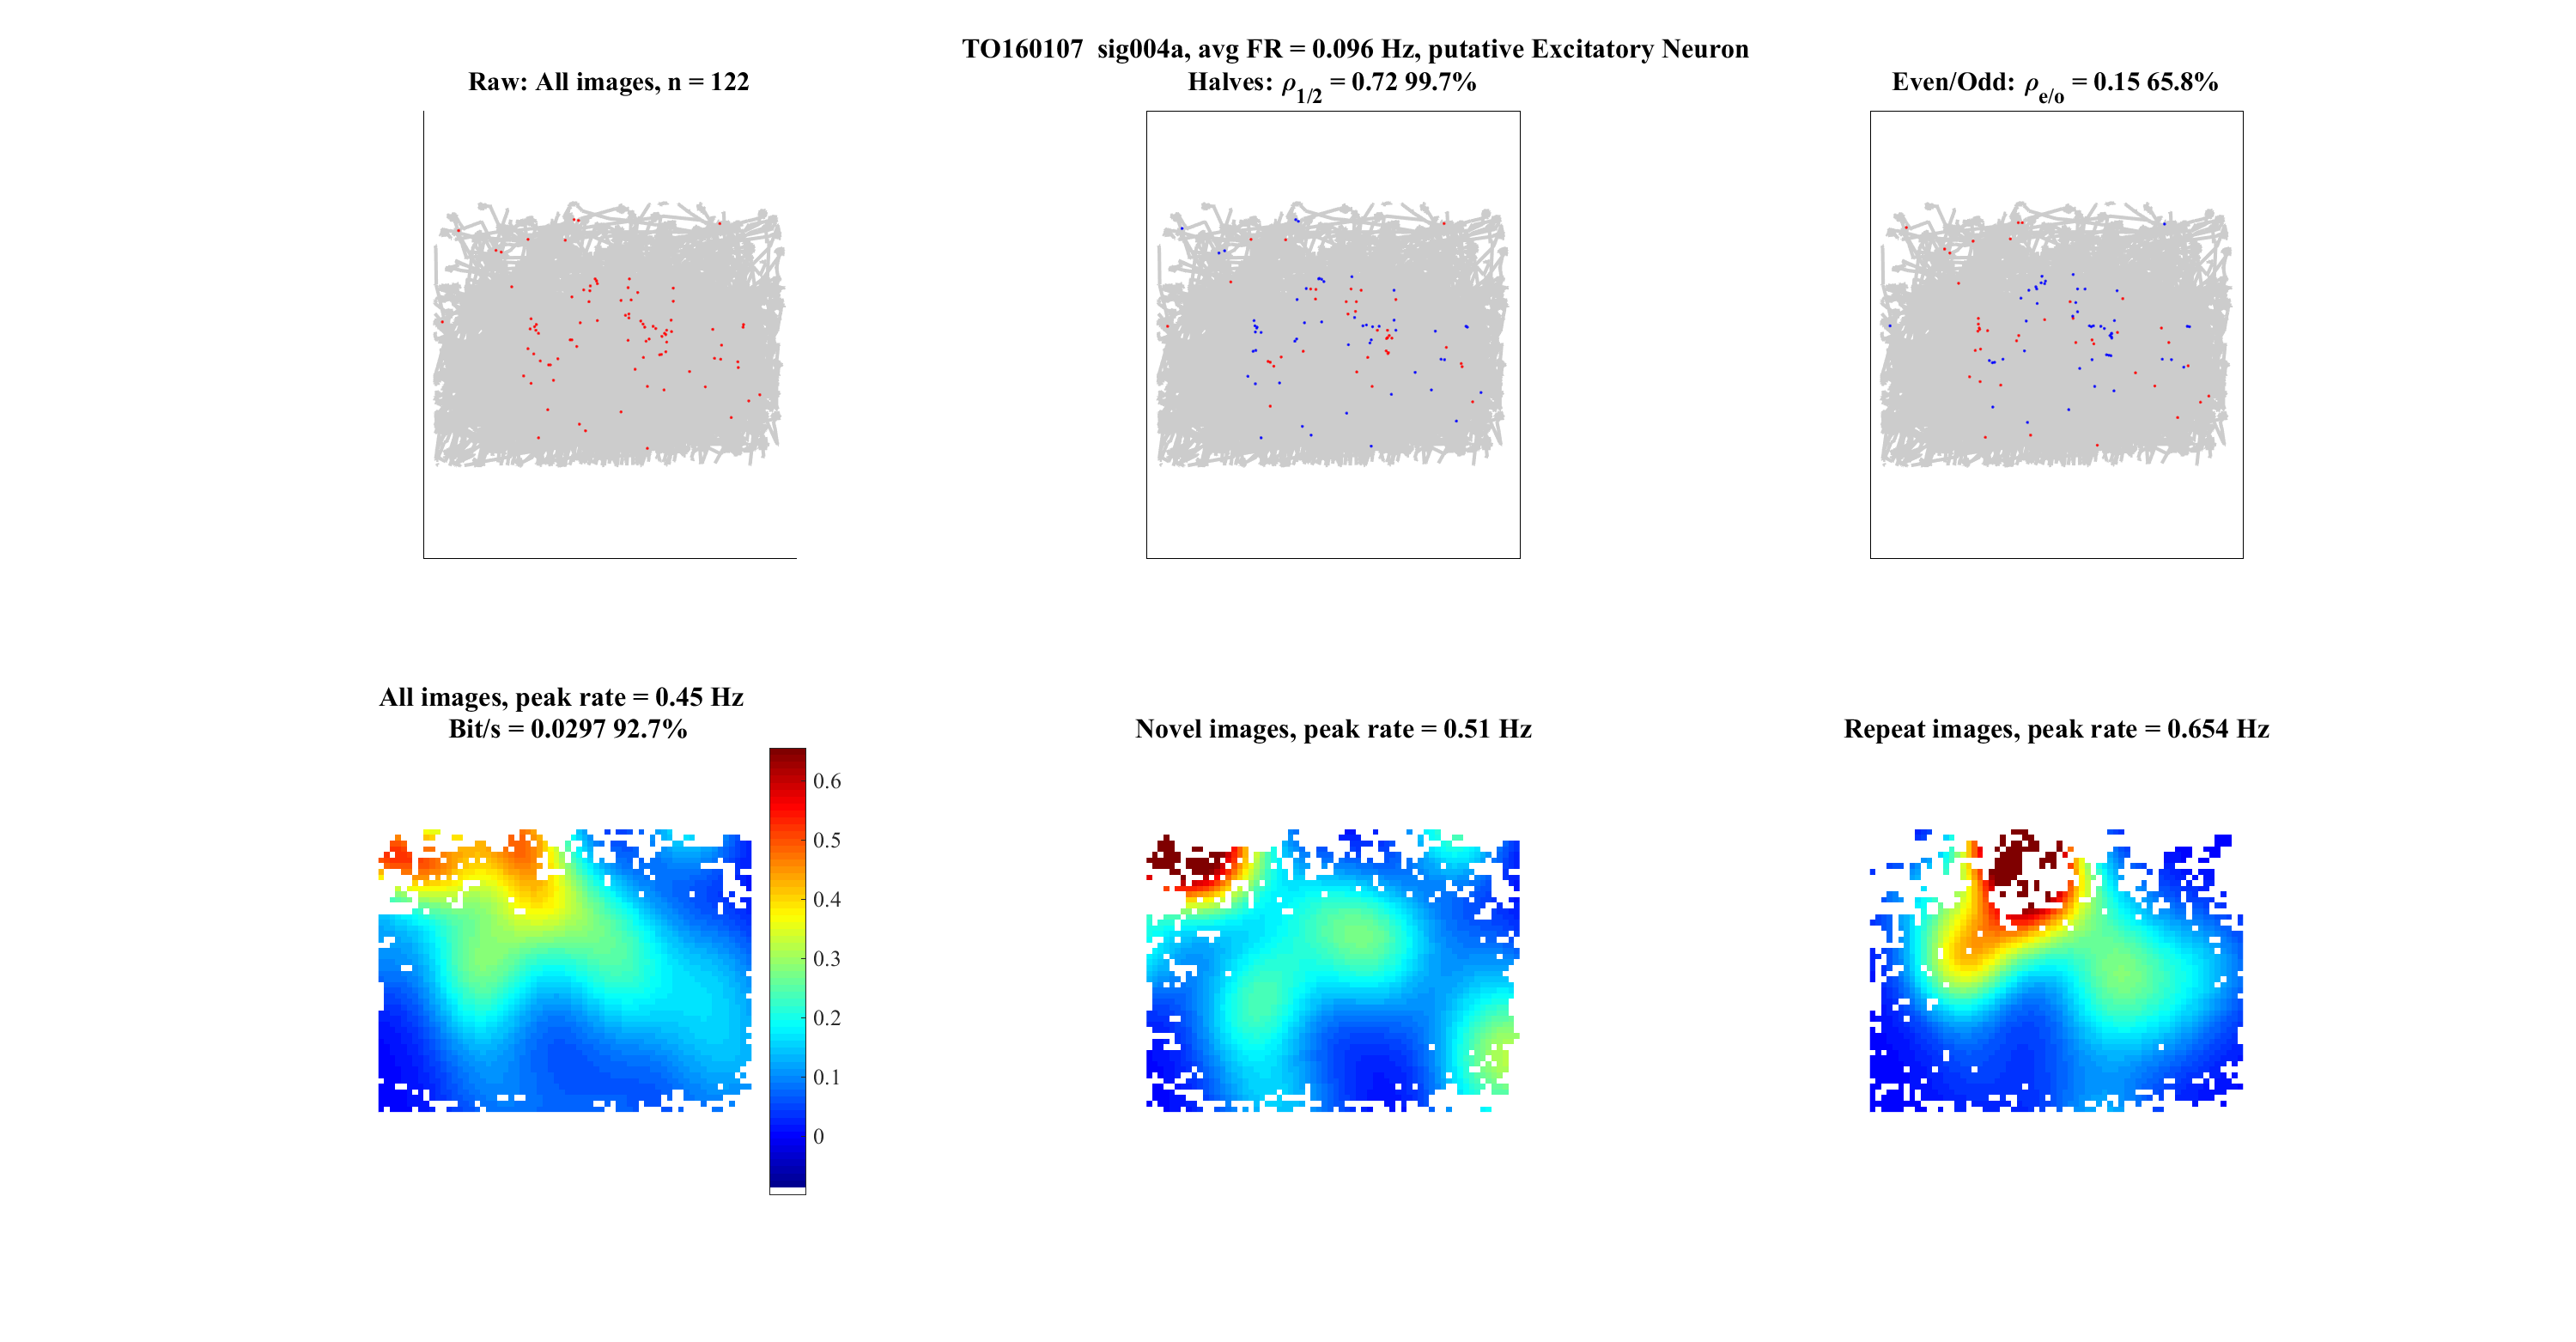 TO160107  sig004a, avg FR = 0.096 Hz, putative Excitatory Neuron
Raw: All images, n = 122
Halves: ρ1/2 = 0.72 99.7%
Even/Odd: ρe/o = 0.15 65.8%
All images, peak rate = 0.45 Hz
Bit/s = 0.0297 92.7%
Novel images, peak rate = 0.51 Hz
Repeat images, peak rate = 0.654 Hz
0.6
0.5
0.4
0.3
0.2
0.1
0